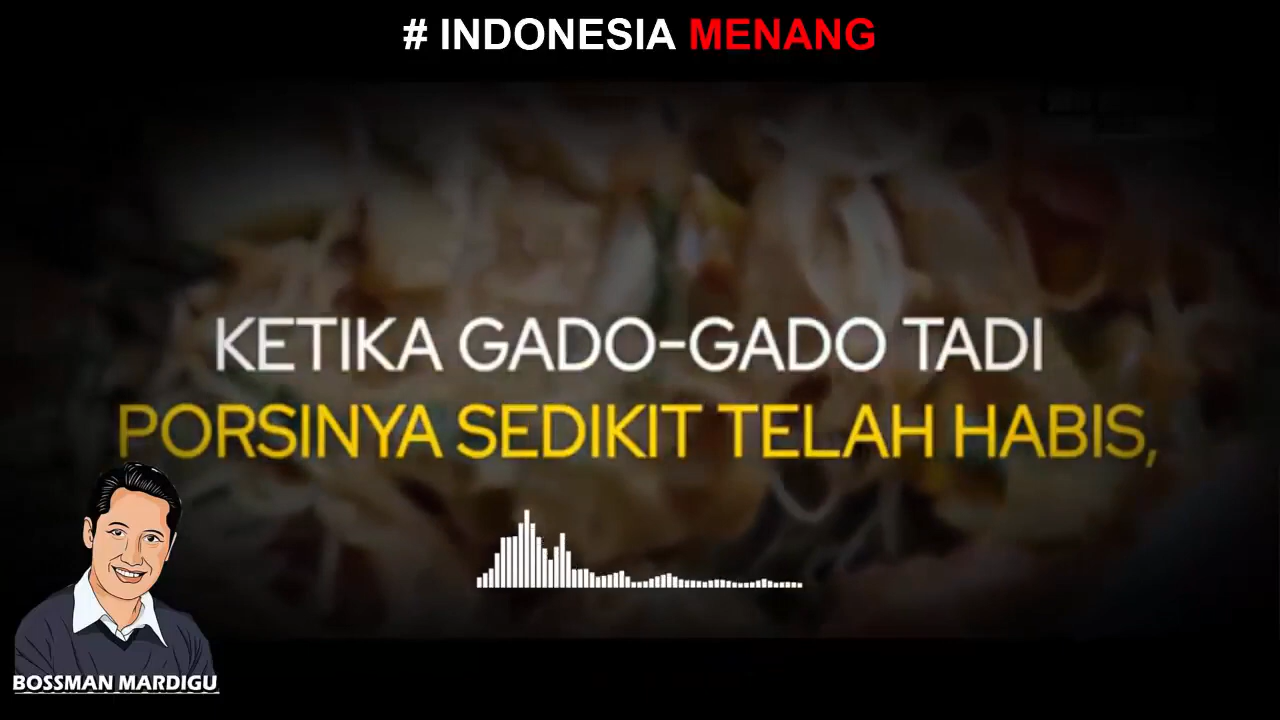 # INDONESIA MENANG
KETIKA GADO-GADO TADI
PORSINYA SEDIKIT TELAH HABIS,
BOSSMAN MARDIGU